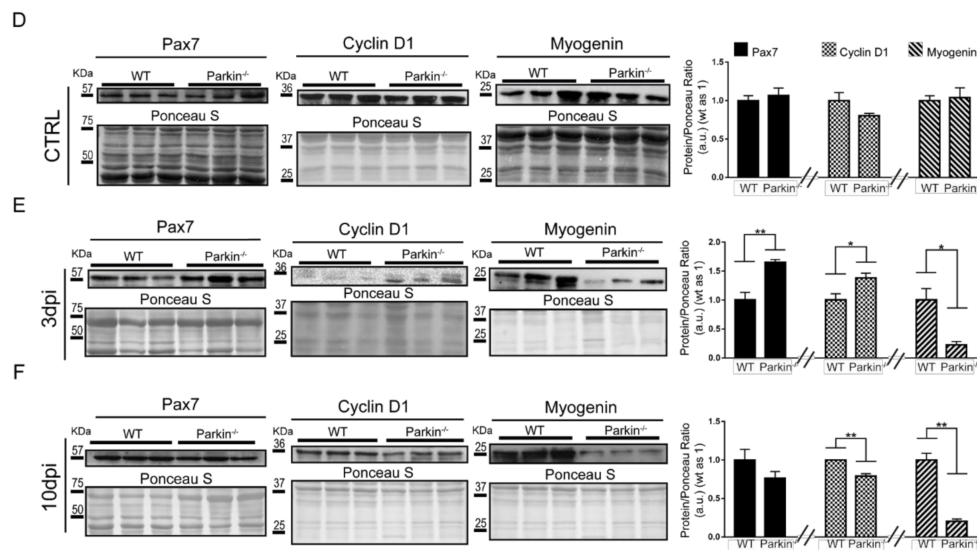 D
Pax7 Cyclin D1 Myogenin
Pax7 Cyclin D1 Myogenin
CTRL
KDa WT Parkin-/- KDa WT Parkin-/- KDa WT Parkin-/-
57 36 25
Ponceau S Ponceau S Ponceau S
75 50
37 25
37 25
Protein/Ponceau Ratio
(a.u.) (wt as 1)
1.5
1.0
0.5
0.0
WT Parkin-/- WT Parkin-/- WT Parkin-/-
E
Pax7 Cyclin D1 Myogenin
3dpi
KDa WT Parkin-/- KDa WT Parkin-/- KDa WT Parkin-/-
57 36 25
Ponceau S Ponceau S Ponceau S
75 50
37 25
37 25
Protein/Ponceau Ratio
(a.u.) (wt as 1)
2.0
1.5
1.0
0.5
0.0
** * *
WT Parkin-/- WT Parkin-/- WT Parkin-/-
F
Pax7 Cyclin D1 Myogenin
10dpi
KDa WT Parkin-/- KDa WT Parkin-/- KDa WT Parkin-/-
57 36 25
Ponceau S Ponceau S Ponceau S
75 50
37 25
37 25
Protein/Ponceau Ratio
(a.u.) (wt as 1)
1.5
1.0
0.5
0.0
** **
WT Parkin-/- WT Parkin-/- WT Parkin-/-